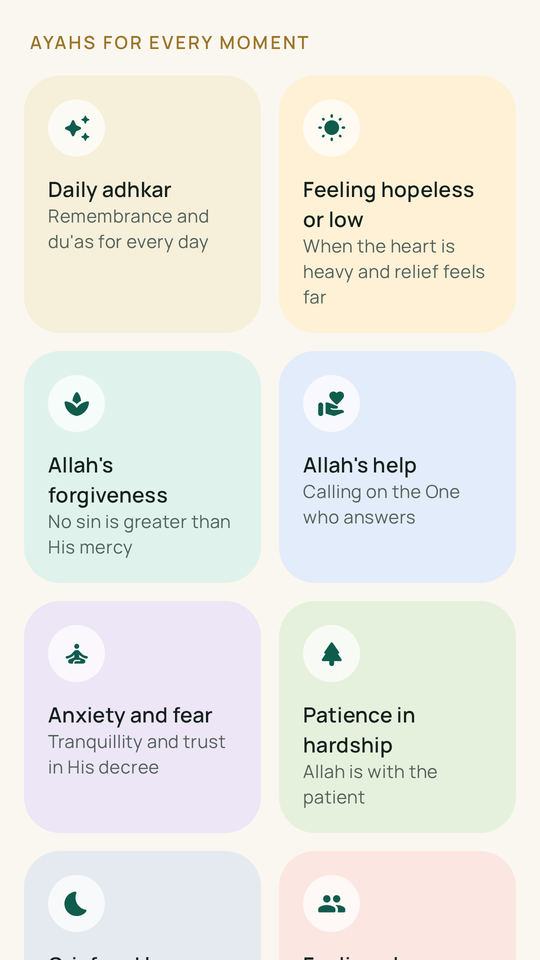 AYAHS FOR EVERY MOMENT
Daily adhkar
Remembrance and
du'as for every day
Feeling hopeless
or low
When the heart is
heavy and relief feels
far
Allah's
forgiveness
No sin is greater than
His mercy
Allah's help
Calling on the One
who answers
Anxiety and fear
Tranquillity and trust
in His decree
Patience in
hardship
Allah is with the
patient